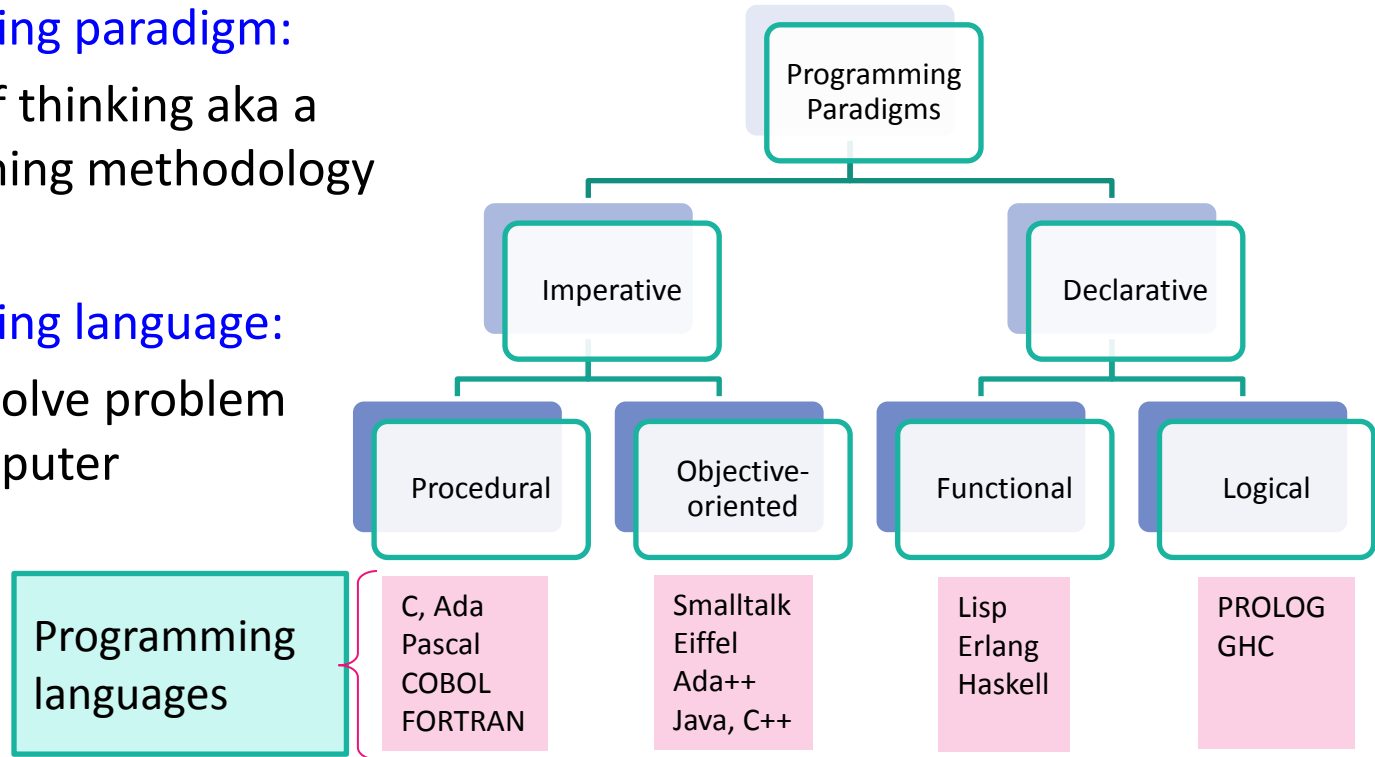 ing paradigm:
f thinking aka a
ning methodology
ing language:
olve problem
puter
Programming
Paradigms
Imperative
Declarative
Procedural
Objective-
oriented
Functional
Logical
Programming
languages
C, Ada
Pascal
COBOL
FORTRAN
Smalltalk
Eiffel
Ada++
Java, C++
Lisp
Erlang
Haskell
PROLOG
GHC